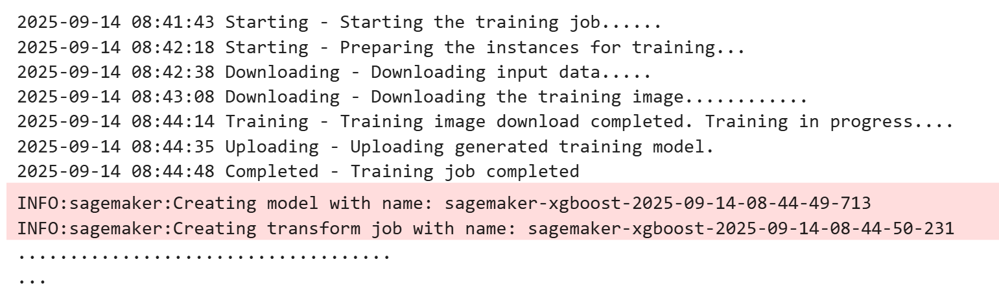 2025-09-14 08:41:43 Starting - Starting the training job......
2025-09-14 08:42:18 Starting - Preparing the instances for training...
2025-09-14 08:42:38 Downloading - Downloading input data.....
2025-09-14 08:43:08 Downloading - Downloading the training image............
2025-09-14 08:44:14 Training - Training image download completed. Training in progress....
2025-09-14 08:44:35 Uploading - Uploading generated training model.
2025-09-14 08:44:48 Completed - Training job completed
INFO:sagemaker:Creating model with name: sagemaker-xgboost-2025-09-14-08-44-49-713
INFO:sagemaker:Creating transform job with name: sagemaker-xgboost-2025-09-14-08-44-50-231
....................................
...